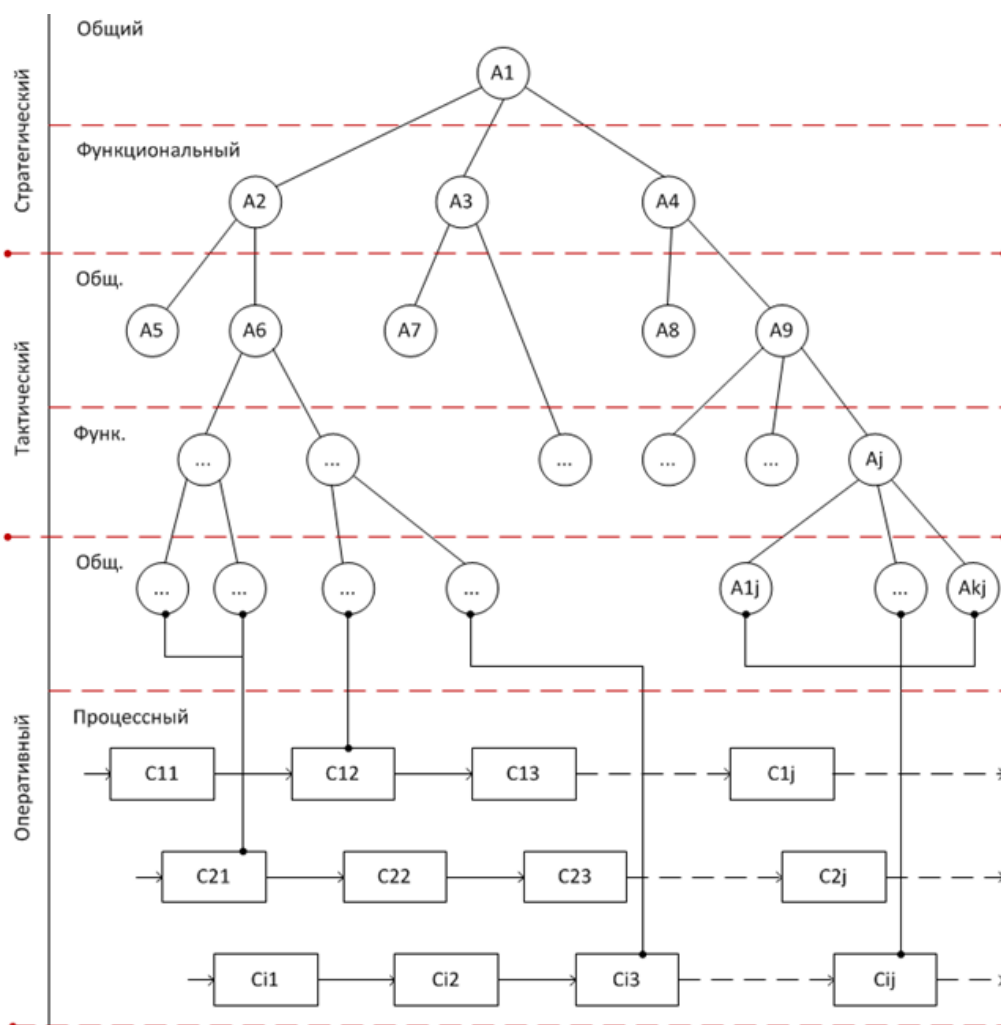 Общий
A1
Стратегический
Функциональный
A2
A3
A4
Общ.
A5
A6
A7
A8
A9
Тактический
Функ.
...
...
...
...
...
Aj
Общ.
...
...
...
...
A1j
...
Akj
Оперативный
Процессный
C11
C12
C13
C1j
C21
C22
C23
C2j
Ci1
Ci2
Ci3
Cij